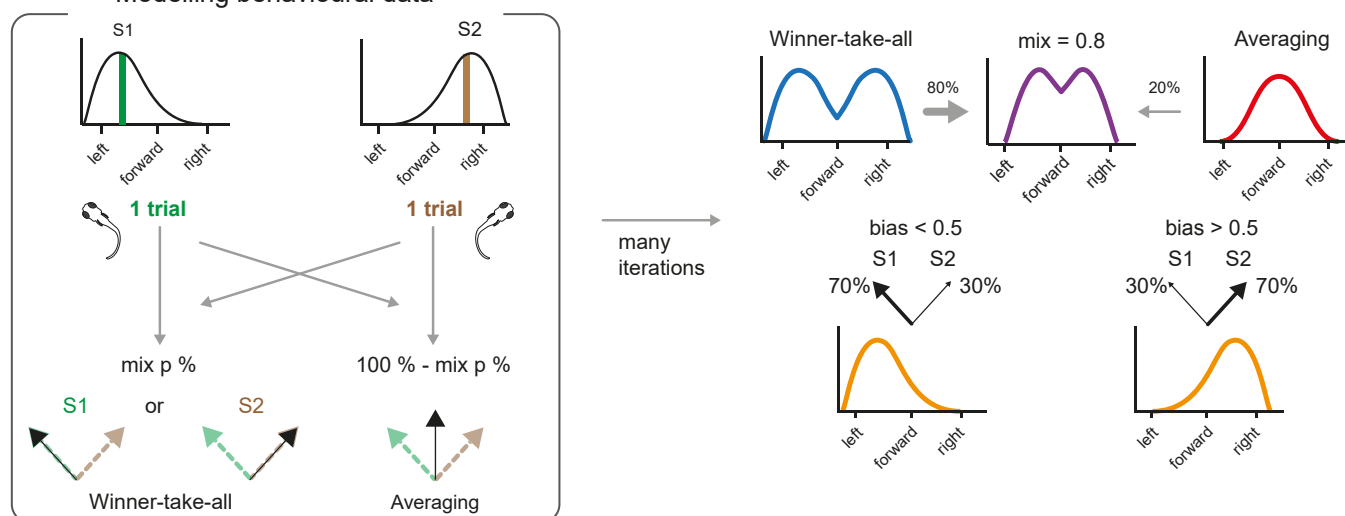 Modelling behavioural data
S1
S2
left
forward
right
left
forward
right
1 trial
1 trial
mix p %
100 % - mix p %
S1
or
S2
Winner-take-all
Averaging
many
iterations
Winner-take-all
mix = 0.8
Averaging
80%
20%
left
forward
right
left
forward
right
left
forward
right
bias < 0.5
bias > 0.5
S1
S2
S1
S2
70%
30%
30%
70%
left
forward
right
left
forward
right